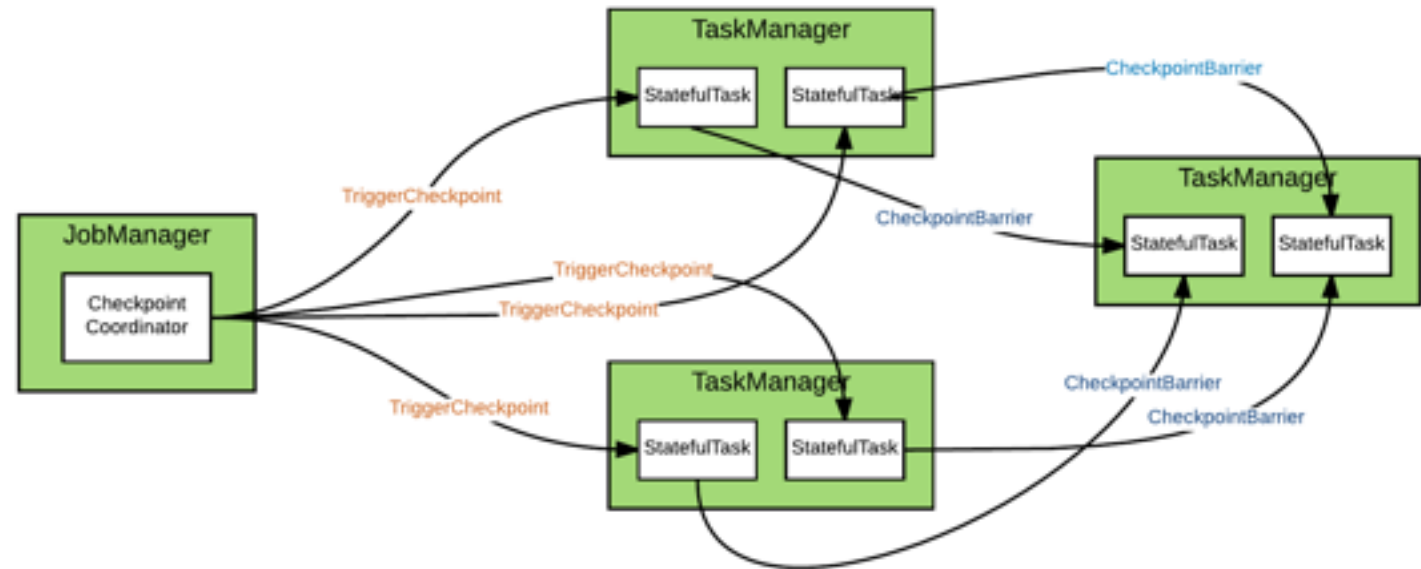 TaskManager
StatefulTask
StatefulTask
CheckpointBarrier
TriggerCheckpoint
CheckpointBarrier
TaskManager
StatefulTask
StatefulTask
JobManager
Checkpoint
Coordinator
TriggerCheckpoint
TriggerCheckpoint
TriggerCheckpoint
TaskManager
StatefulTask
StatefulTask
CheckpointBarrier
CheckpointBarrier